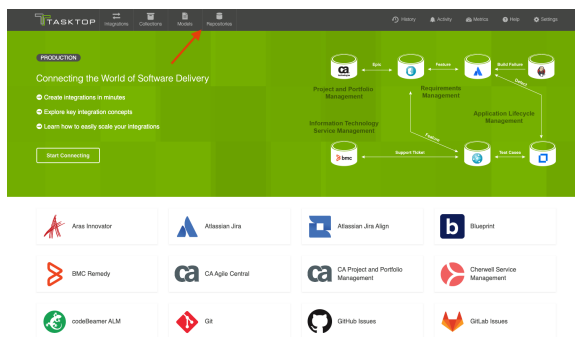 TASKTOP
Integrations
Collections
Models
Repositories
History
Activity
Metrics
Help
Settings
PRODUCTION
Connecting the World of Software Delivery
Create integrations in minutes
Explore key integration concepts
Learn how to easily scale your integrations
Start Connecting
ca
technologies
Epic
Feature
Build Failure
Defect
Project and Portfolio
Management
Requirements
Management
Application Lifecycle
Management
Information Technology
Service Management
Feature
bmc
Support Ticket
Test Cases
Aras Innovator
Atlassian Jira
Atlassian Jira Align
b
Blueprint
BMC Remedy
ca
CA Agile Central
ca
CA Project and Portfolio
Management
Cherwell Service
Management
codeBeamer ALM
Git
GitHub Issues
GitLab Issues